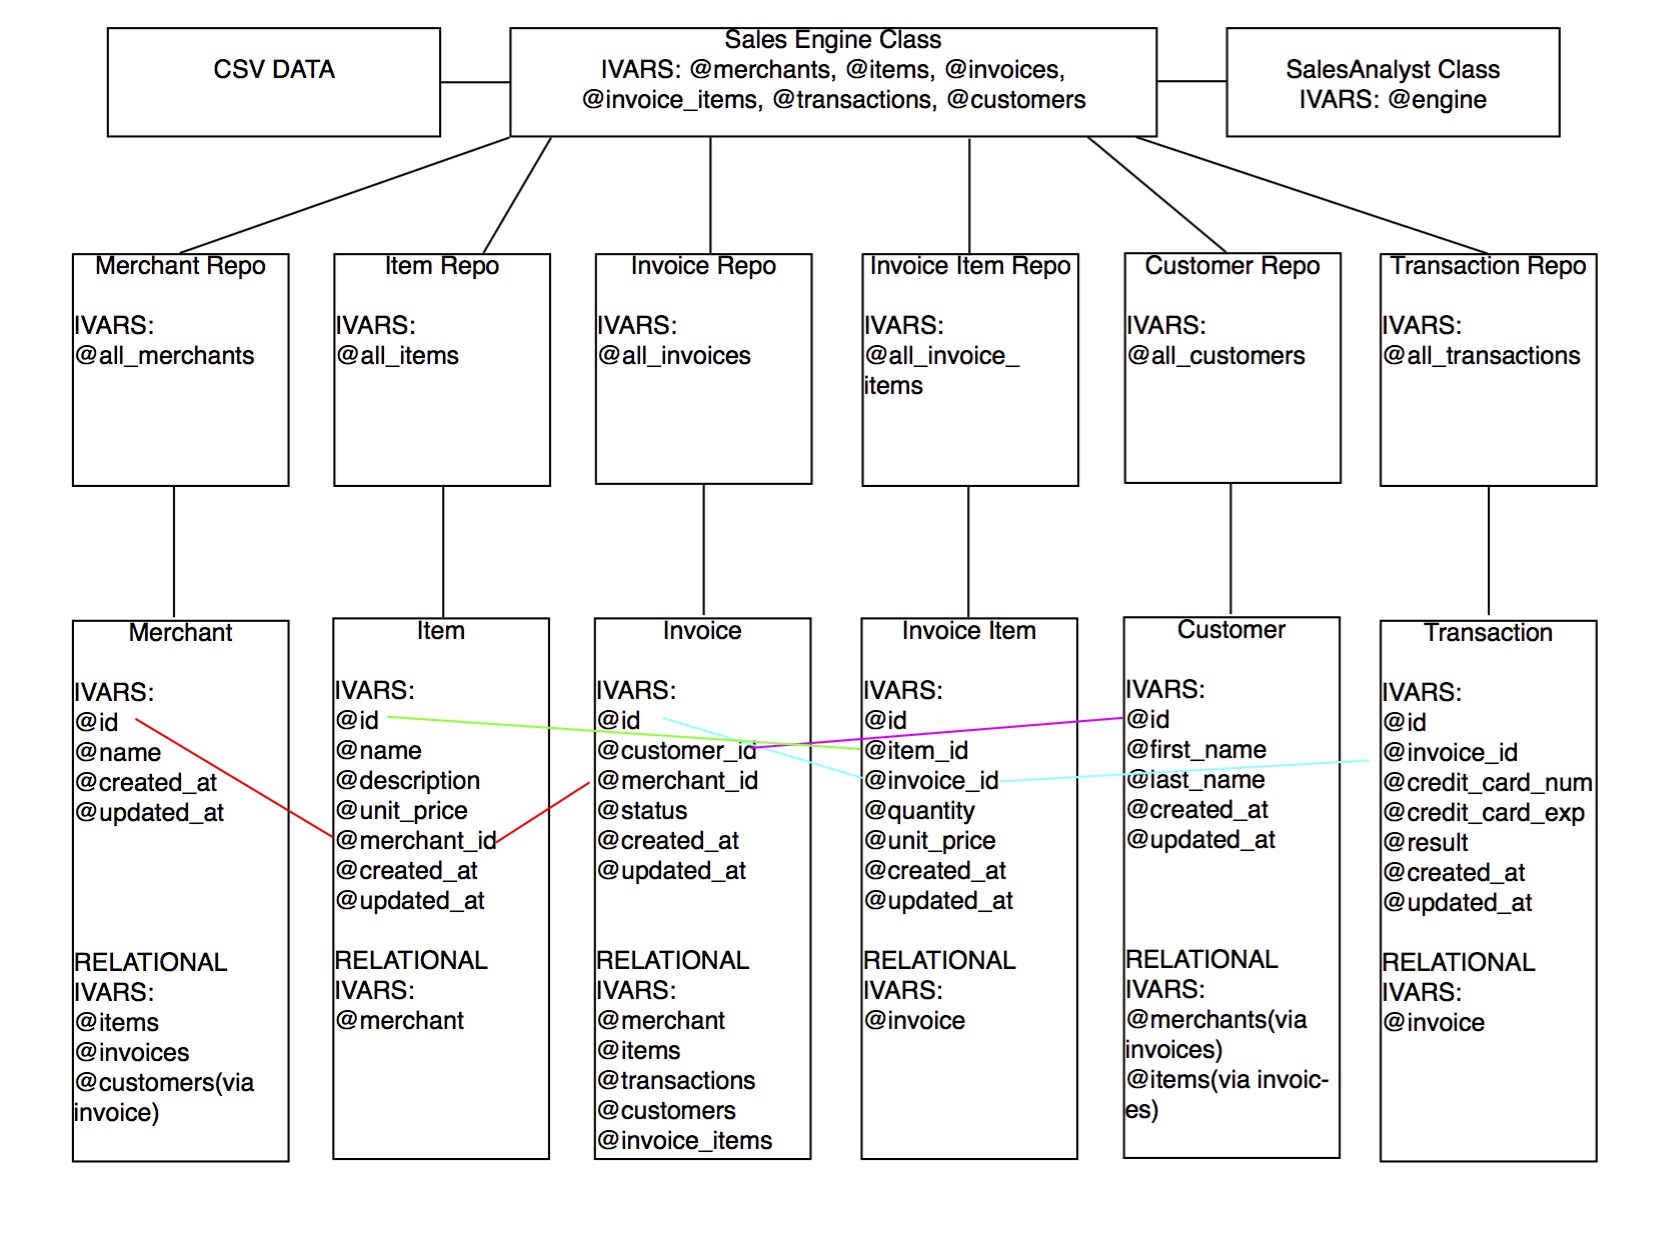 CSV DATA
Sales Engine Class
IVARS: @merchants, @items, @invoices,
@invoice_items, @transactions, @customers
SalesAnalyst Class
IVARS: @engine
Merchant Repo
IVARS:
@all_merchants
Item Repo
IVARS:
@all_items
Invoice Repo
IVARS:
@all_invoices
Invoice Item Repo
IVARS:
@all_invoice_
items
Customer Repo
IVARS:
@all_customers
Transaction Repo
IVARS:
@all_transactions
Merchant
IVARS:
@id
@name
@created_at
@updated_at
RELATIONAL
IVARS:
@items
@invoices
@customers(via
invoice)
Item
IVARS:
@id
@name
@description
@unit_price
@merchant_id
@created_at
@updated_at
RELATIONAL
IVARS:
@merchant
Invoice
IVARS:
@id
@customer_id
@merchant_id
@status
@created_at
@updated_at
RELATIONAL
IVARS:
@merchant
@items
@transactions
@customers
@invoice_items
Invoice Item
IVARS:
@id
@item_id
@invoice_id
@quantity
@unit_price
@created_at
@updated_at
RELATIONAL
IVARS:
@invoice
Customer
IVARS:
@id
@first_name
@last_name
@created_at
@updated_at
RELATIONAL
IVARS:
@merchants(via
invoices)
@items(via invoic-
es)
Transaction
IVARS:
@id
@invoice_id
@credit_card_num
@credit_card_exp
@result
@created_at
@updated_at
RELATIONAL
IVARS:
@invoice